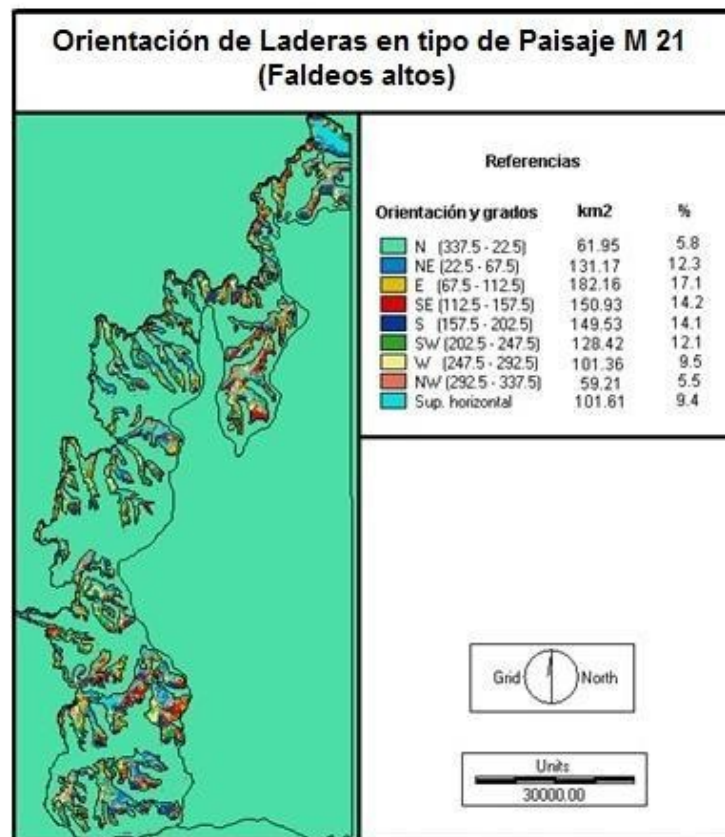 Orientación de Laderas en tipo de Paisaje M 21
(Faldeos altos)
Referencias
Orientación y grados km2 %
N (337.5 - 22.5) 61.95 5.8
NE (22.5 - 67.5) 131.17 12.3
E (67.5 - 112.5) 182.16 17.1
SE (112.5 - 157.5) 150.93 14.2
S (157.5 - 202.5) 149.53 14.1
SW (202.5 - 247.5) 128.42 12.1
W (247.5 - 292.5) 101.36 9.5
NW (292.5 - 337.5) 59.21 5.5
Sup. horizontal 101.61 9.4
Grid North
Units
30000.00